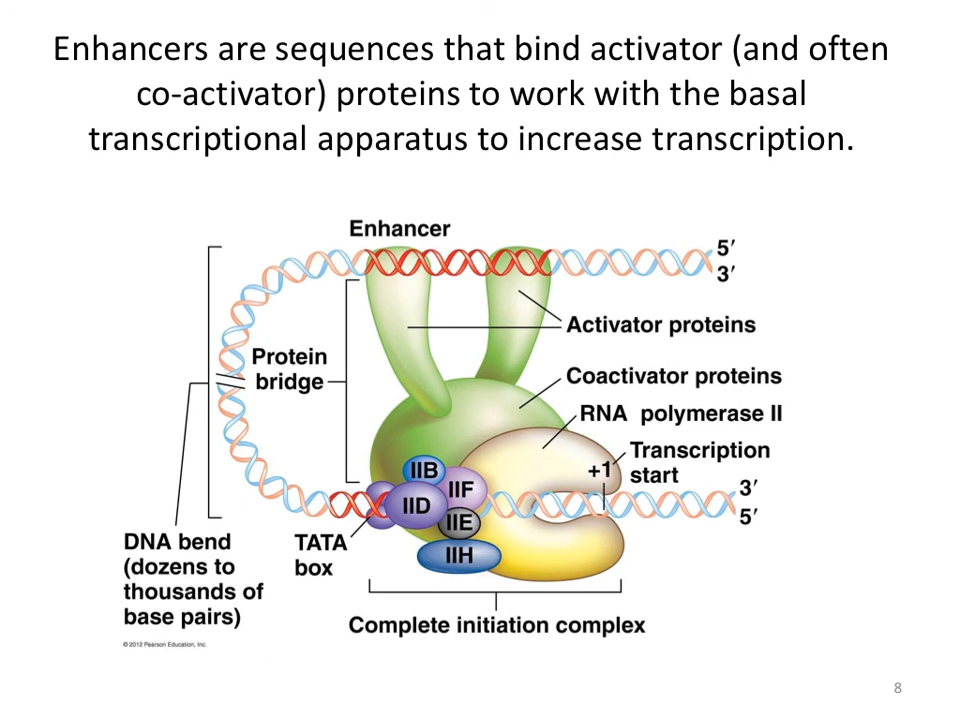 Enhancers are sequences that bind activator (and often
co-activator) proteins to work with the basal
transcriptional apparatus to increase transcription.
Enhancer
5′
3′
Activator proteins
Protein
bridge
Coactivator proteins
RNA polymerase II
Transcription
start
+1
IIB
IIF
IID
IIE
IIH
3′
5′
DNA bend
(dozens to
thousands of
base pairs)
TATA
box
Complete initiation complex
© 2012 Pearson Education, Inc.
8